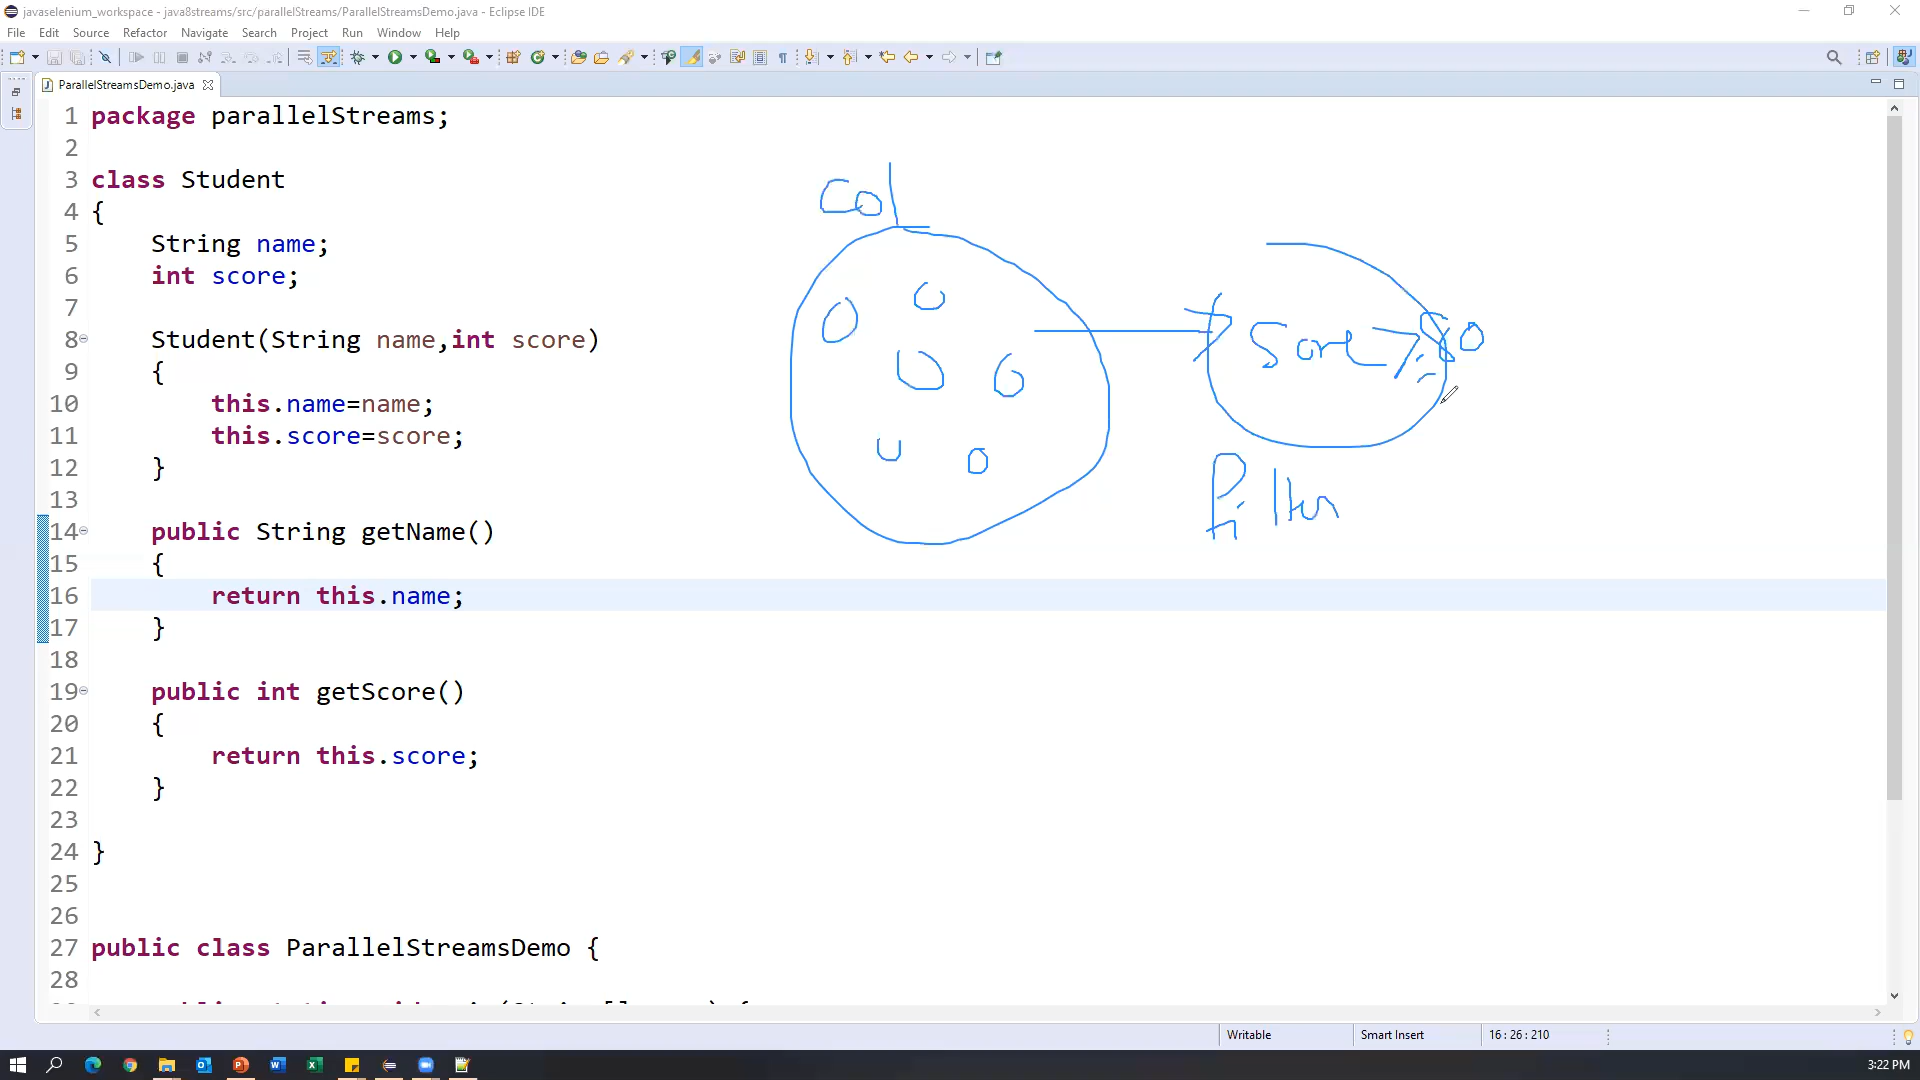 javaselenium_workspace - java8streams/src/parallelStreams/ParallelStreamsDemo.java - Eclipse IDE
File Edit Source Refactor Navigate Search Project Run Window Help
ParallelStreamsDemo.java
1 package parallelStreams;
2
3 class Student
4 {
5 String name;
6 int score;
7
8 Student(String name,int score)
9 {
10 this.name=name;
11 this.score=score;
12 }
13
14 public String getName()
15 {
16 return this.name;
17 }
18
19 public int getScore()
20 {
21 return this.score;
22 }
23
24 }
25
26
27 public class ParallelStreamsDemo {
28
Col
Filter
Writable Smart Insert 16 : 26 : 210
3:22 PM